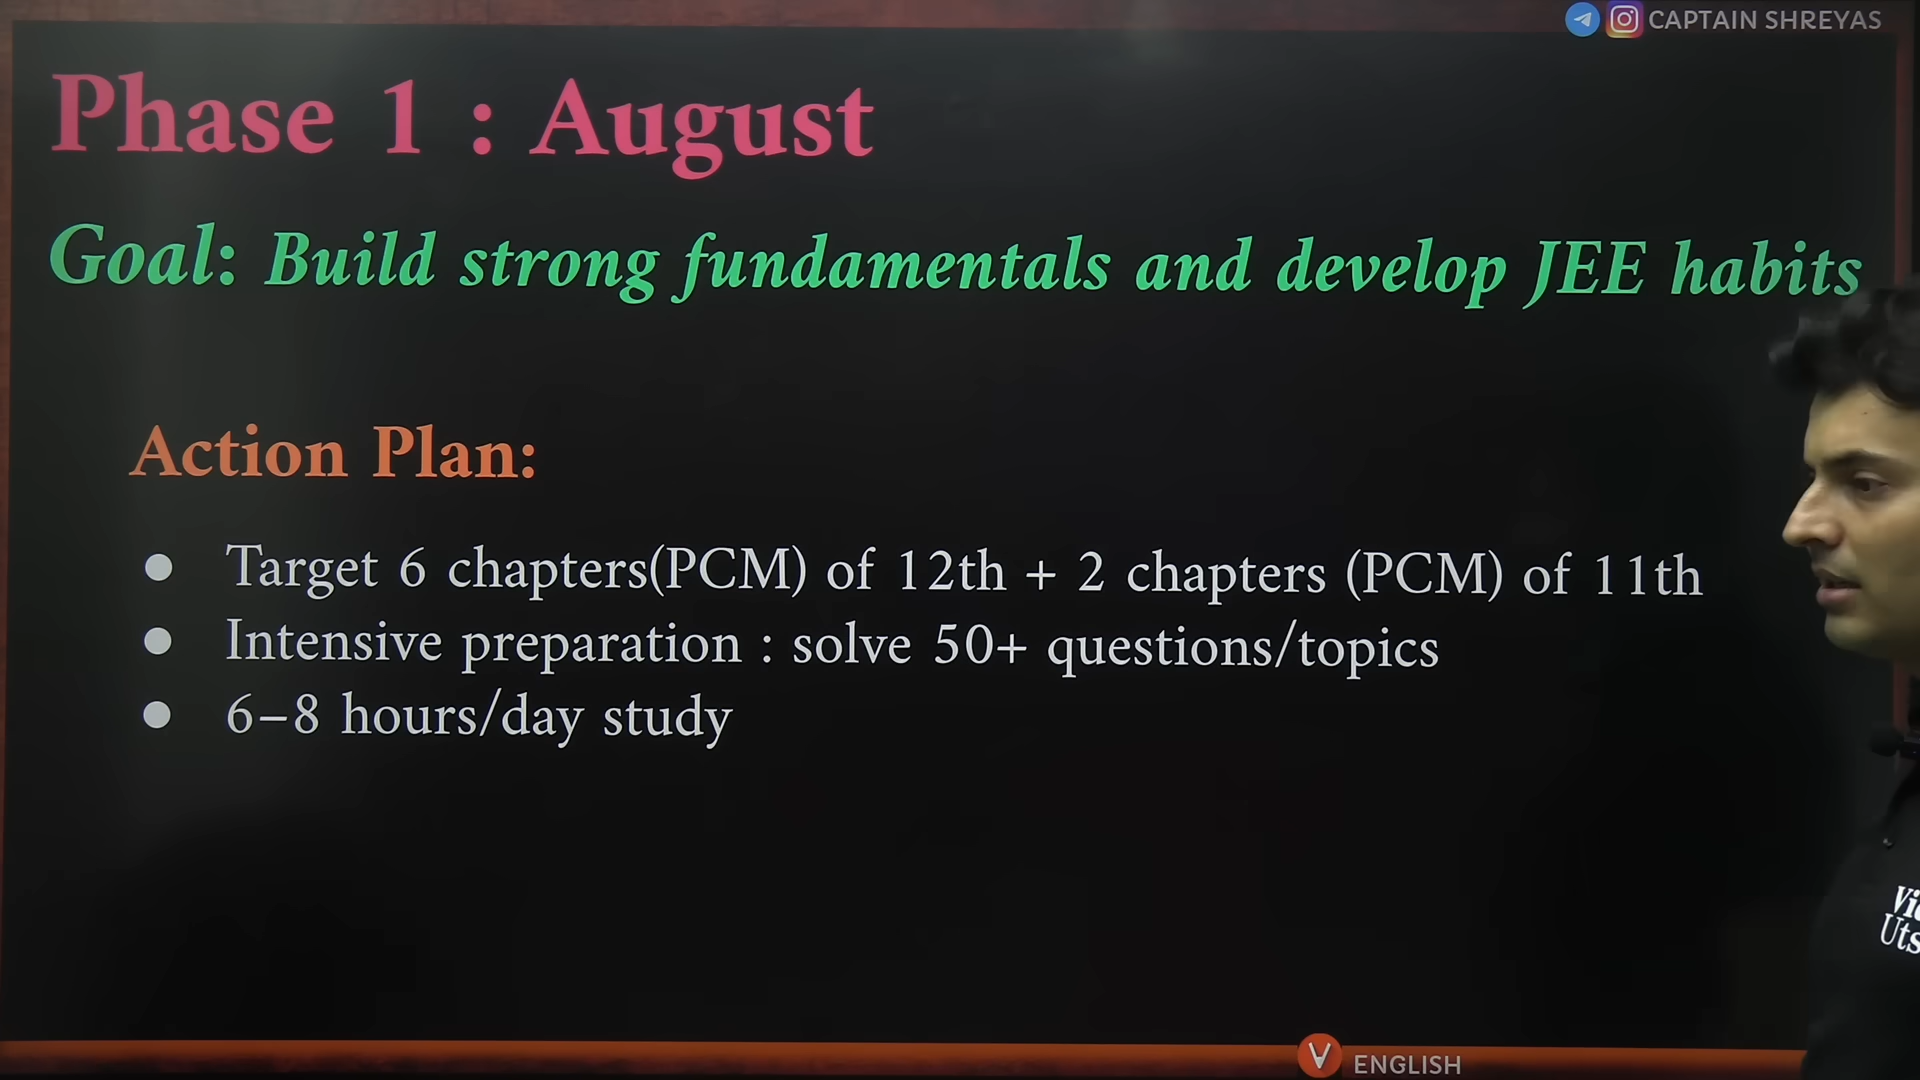 CAPTAIN SHREYAS
Phase 1 : August
Goal: Build strong fundamentals and develop JEE habits
Action Plan:
● Target 6 chapters(PCM) of 12th + 2 chapters (PCM) of 11th
● Intensive preparation : solve 50+ questions/topics
● 6–8 hours/day study
ENGLISH